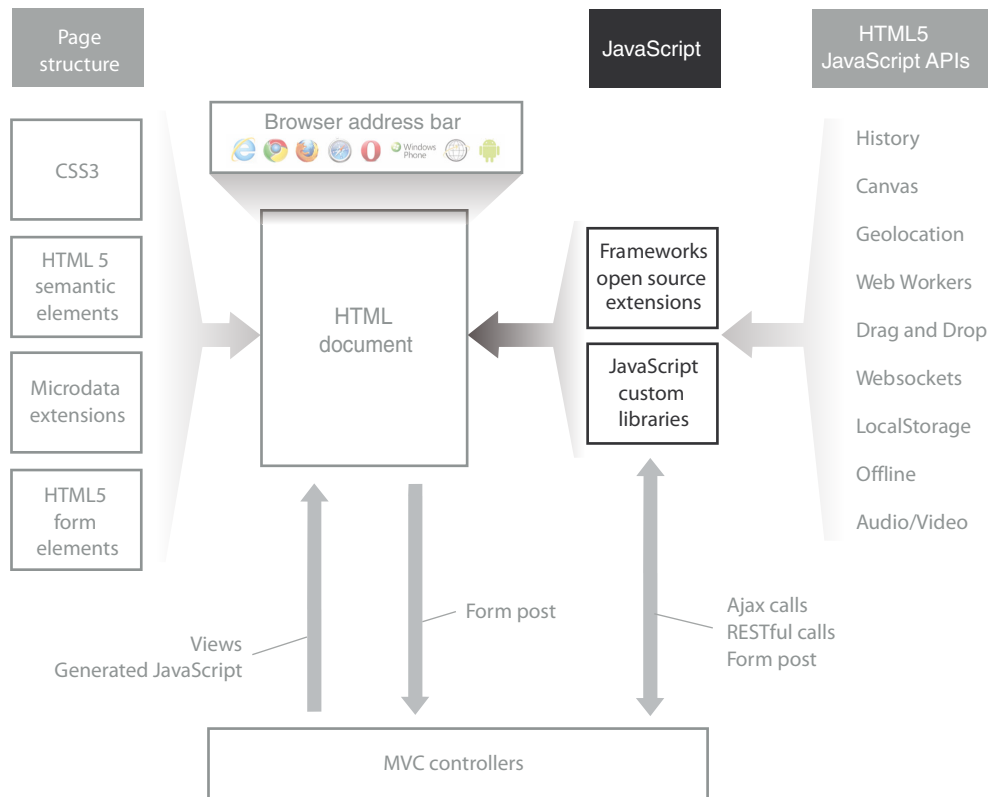 Page
structure
JavaScript
HTML5
JavaScript APIs
Browser address bar
Windows
Phone
CSS3
HTML 5
semantic
elements
Microdata
extensions
HTML5
form
elements
HTML
document
Frameworks
open source
extensions
JavaScript
custom
libraries
History
Canvas
Geolocation
Web Workers
Drag and Drop
Websockets
LocalStorage
Offline
Audio/Video
Views
Generated JavaScript
Form post
Ajax calls
RESTful calls
Form post
MVC controllers